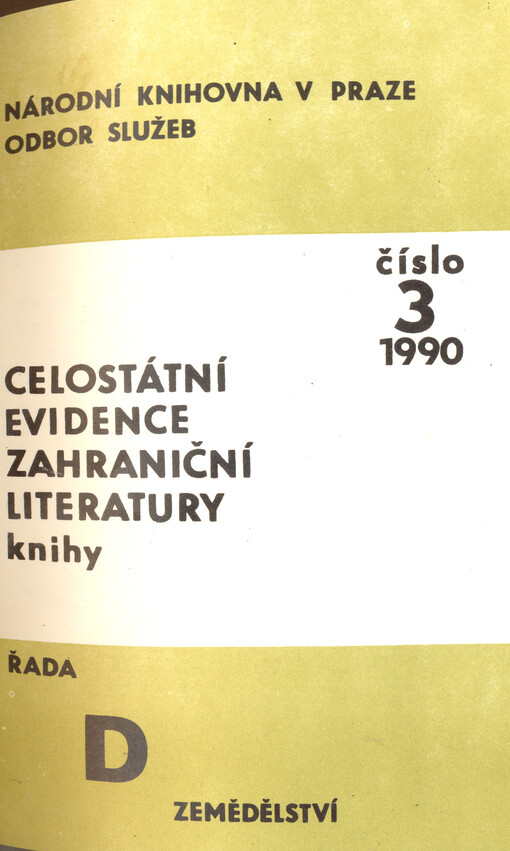 NÁRODNÍ KNIHOVNA V PRAZE
ODBOR SLUŽEB
číslo
3
1990
CELOSTÁTNÍ
EVIDENCE
ZAHRANIČNÍ
LITERATURY
knihy
ŘADA
D
ZEMĚDĚLSTVÍ